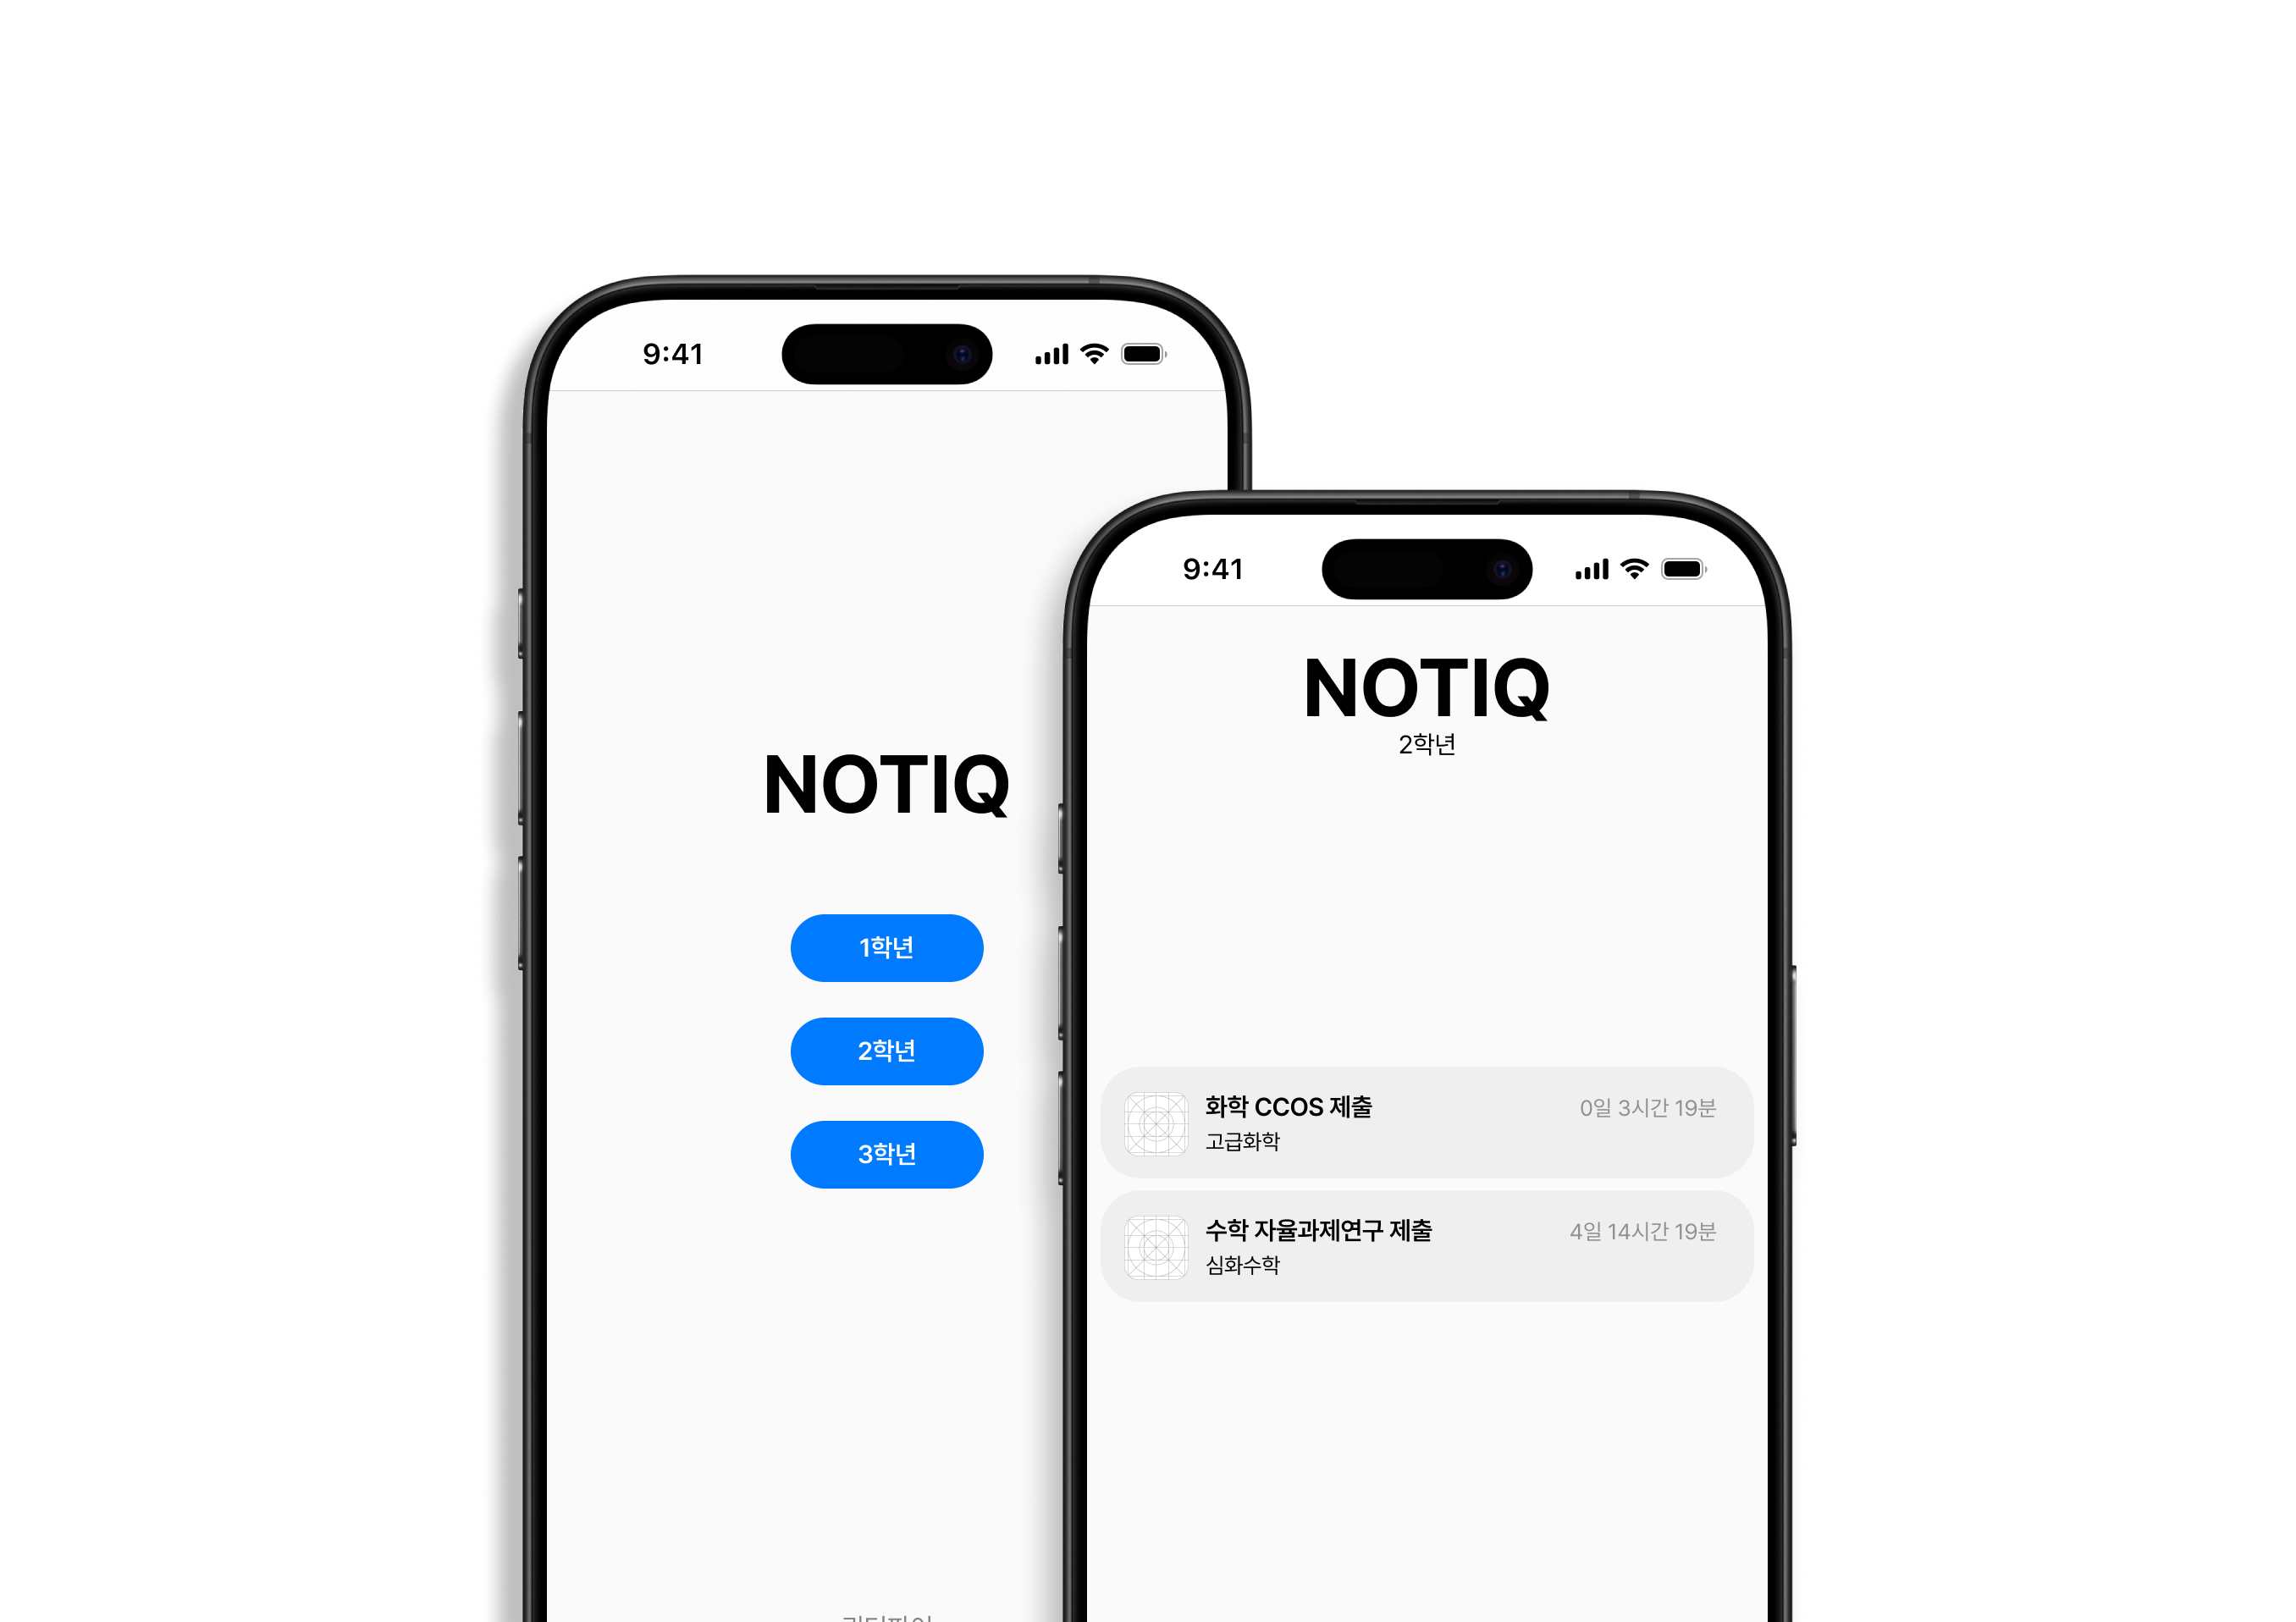 9:41
NOTIQ
1학년
2학년
3학년
9:41
NOTIQ
2학년
화학 CCOS 제출
0일 3시간 19분
고급화학
수학 자율과제연구 제출
4일 14시간 19분
심화수학